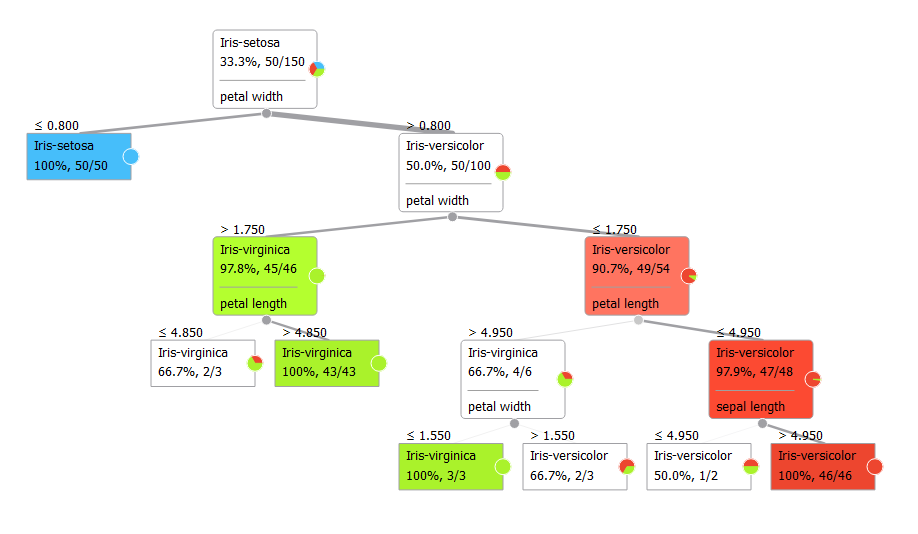 Iris-setosa
33.3%, 50/150
petal width
≤ 0.800
Iris-setosa
100%, 50/50
> 0.800
Iris-versicolor
50.0%, 50/100
petal width
> 1.750
Iris-virginica
97.8%, 45/46
petal length
≤ 1.750
Iris-versicolor
90.7%, 49/54
petal length
≤ 4.850
Iris-virginica
66.7%, 2/3
> 4.850
Iris-virginica
100%, 43/43
> 4.950
Iris-virginica
66.7%, 4/6
petal width
≤ 4.950
Iris-versicolor
97.9%, 47/48
sepal length
≤ 1.550
Iris-virginica
100%, 3/3
> 1.550
Iris-versicolor
66.7%, 2/3
≤ 4.950
Iris-versicolor
50.0%, 1/2
> 4.950
Iris-versicolor
100%, 46/46